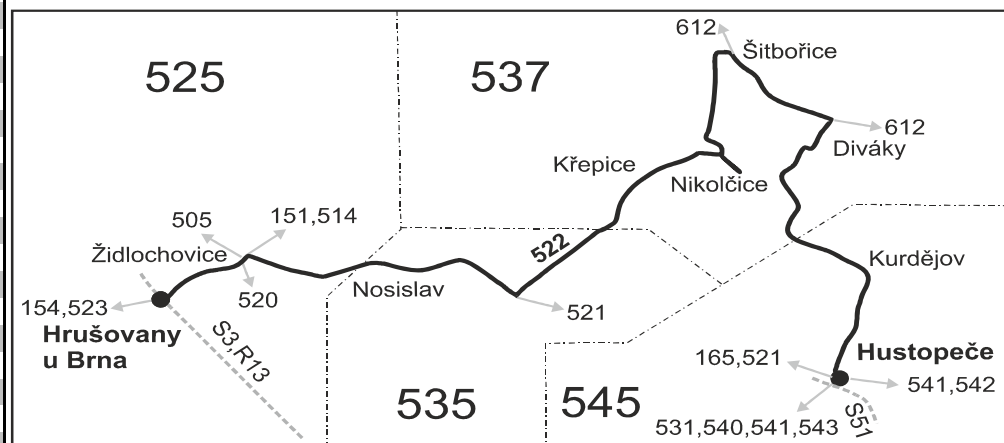 612
Šitbořice
525
537
612
Diváky
Křepice
Nikolčice
505
151,514
Židlochovice
522
Kurdějov
520
Nosislav
154,523
521
Hrušovany
u Brna
S3,R13
165,521
Hustopeče
541,542
535
545
531,540,541,543
S51